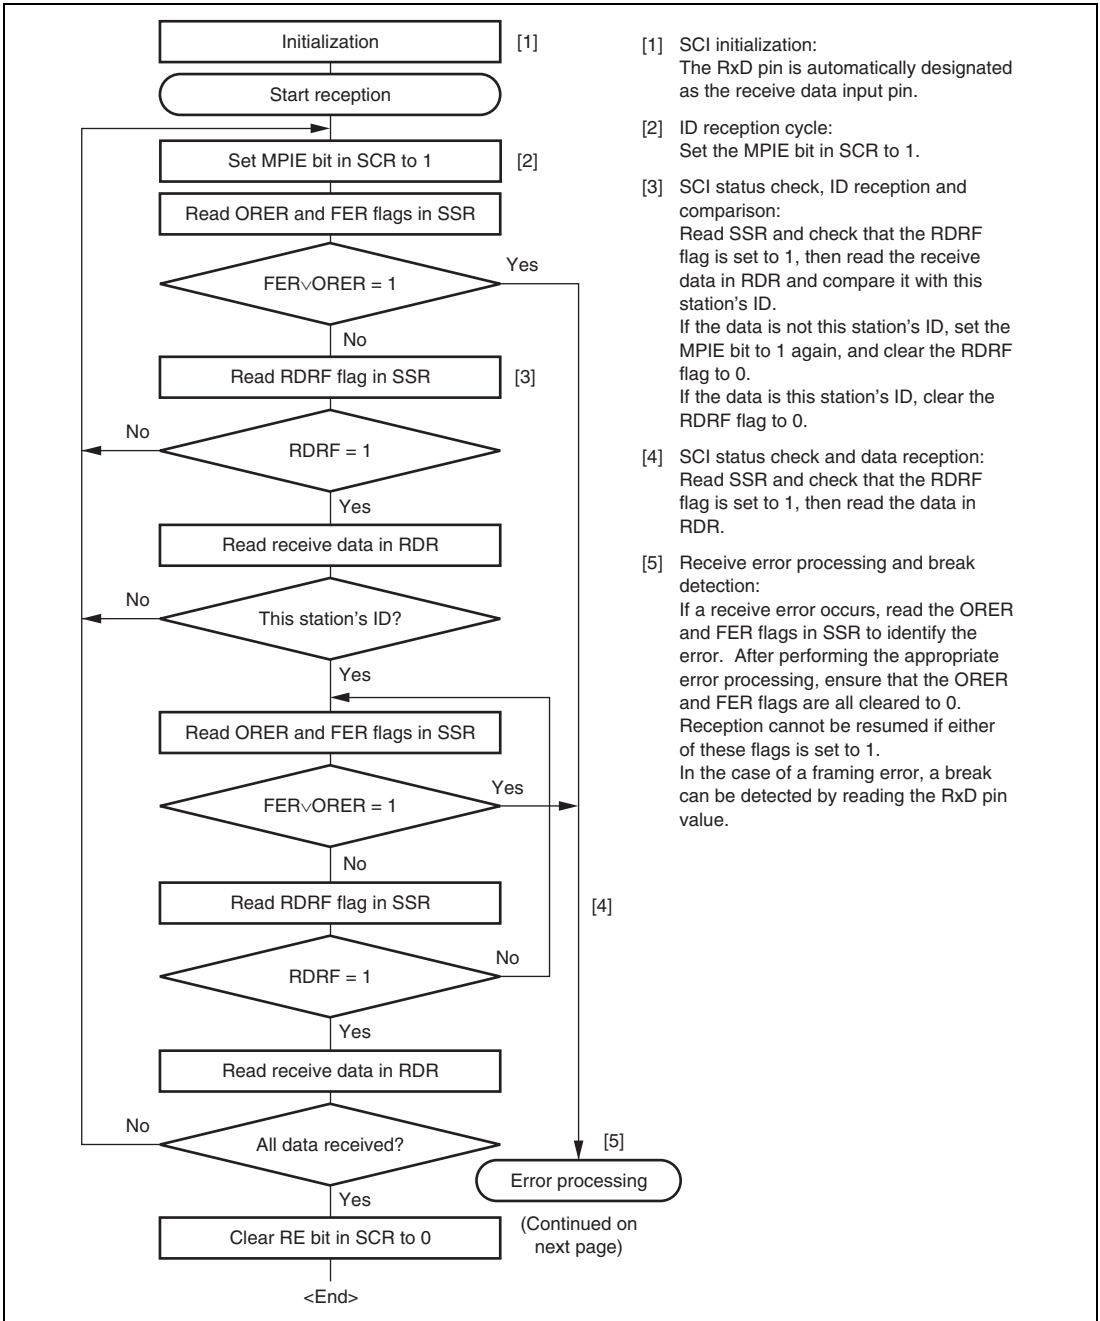 Initialization
[1]
Start reception
Set MPIE bit in SCR to 1
[2]
Read ORER and FER flags in SSR
FER∨ORER = 1
Yes
No
Read RDRF flag in SSR
[3]
RDRF = 1
No
Yes
Read receive data in RDR
This station's ID?
No
Yes
Read ORER and FER flags in SSR
FER∨ORER = 1
Yes
No
Read RDRF flag in SSR
[4]
RDRF = 1
No
Yes
Read receive data in RDR
All data received?
No
Yes
[5]
Error processing
(Continued on
next page)
Clear RE bit in SCR to 0
<End>
[1] SCI initialization:
The RxD pin is automatically designated
as the receive data input pin.
[2] ID reception cycle:
Set the MPIE bit in SCR to 1.
[3] SCI status check, ID reception and
comparison:
Read SSR and check that the RDRF
flag is set to 1, then read the receive
data in RDR and compare it with this
station's ID.
If the data is not this station's ID, set the
MPIE bit to 1 again, and clear the RDRF
flag to 0.
If the data is this station's ID, clear the
RDRF flag to 0.
[4] SCI status check and data reception:
Read SSR and check that the RDRF
flag is set to 1, then read the data in
RDR.
[5] Receive error processing and break
detection:
If a receive error occurs, read the ORER
and FER flags in SSR to identify the
error. After performing the appropriate
error processing, ensure that the ORER
and FER flags are all cleared to 0.
Reception cannot be resumed if either
of these flags is set to 1.
In the case of a framing error, a break
can be detected by reading the RxD pin
value.